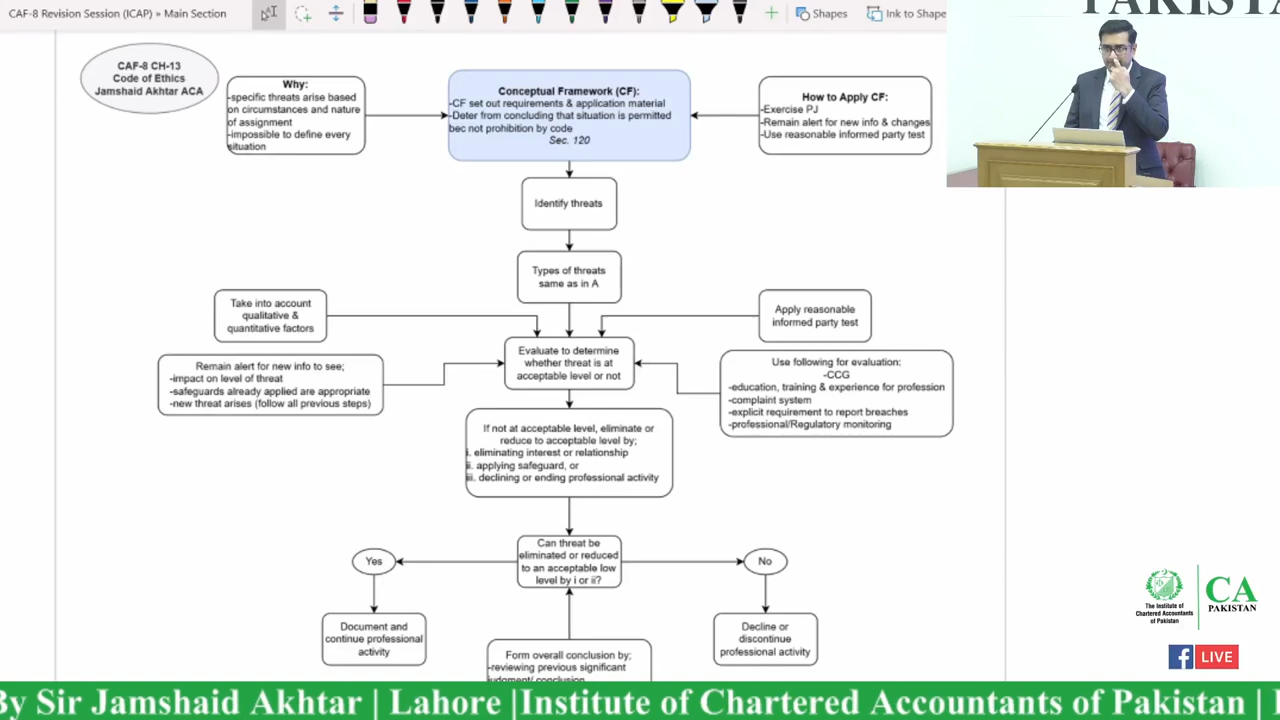 CAF-8 Revision Session (ICAP) » Main Section
Shapes
Ink to Shape
PAKISTA
CAF-8 CH-13
Code of Ethics
Jamshaid Akhtar ACA
Why:
-specific threats arise based
on circumstances and nature
of assignment
-impossible to define every
situation
Conceptual Framework (CF):
-CF set out requirements & application material
-Deter from concluding that situation is permitted
bec not prohibition by code
Sec. 120
How to Apply CF:
-Exercise PJ
-Remain alert for new info & changes
-Use reasonable informed party test
Identify threats
Types of threats
same as in A
Take into account
qualitative &
quantitative factors
Apply reasonable
informed party test
Remain alert for new info to see;
-impact on level of threat
-safeguards already applied are appropriate
-new threat arises (follow all previous steps)
Evaluate to determine
whether threat is at
acceptable level or not
Use following for evaluation:
-CCG
-education, training & experience for profession
-complaint system
-explicit requirement to report breaches
-professional/Regulatory monitoring
If not at acceptable level, eliminate or
reduce to acceptable level by;
i. eliminating interest or relationship
ii. applying safeguard, or
iii. declining or ending professional activity
Can threat be
eliminated or reduced
to an acceptable low
level by i or ii?
Yes
No
Document and
continue professional
activity
Decline or
discontinue
professional activity
Form overall conclusion by;
-reviewing previous significant
judgment/ conclusion
The Institute of
Chartered Accountants
of Pakistan
CA
PAKISTAN
f LIVE
By Sir Jamshaid Akhtar | Lahore |Institute of Chartered Accountants of Pakistan |